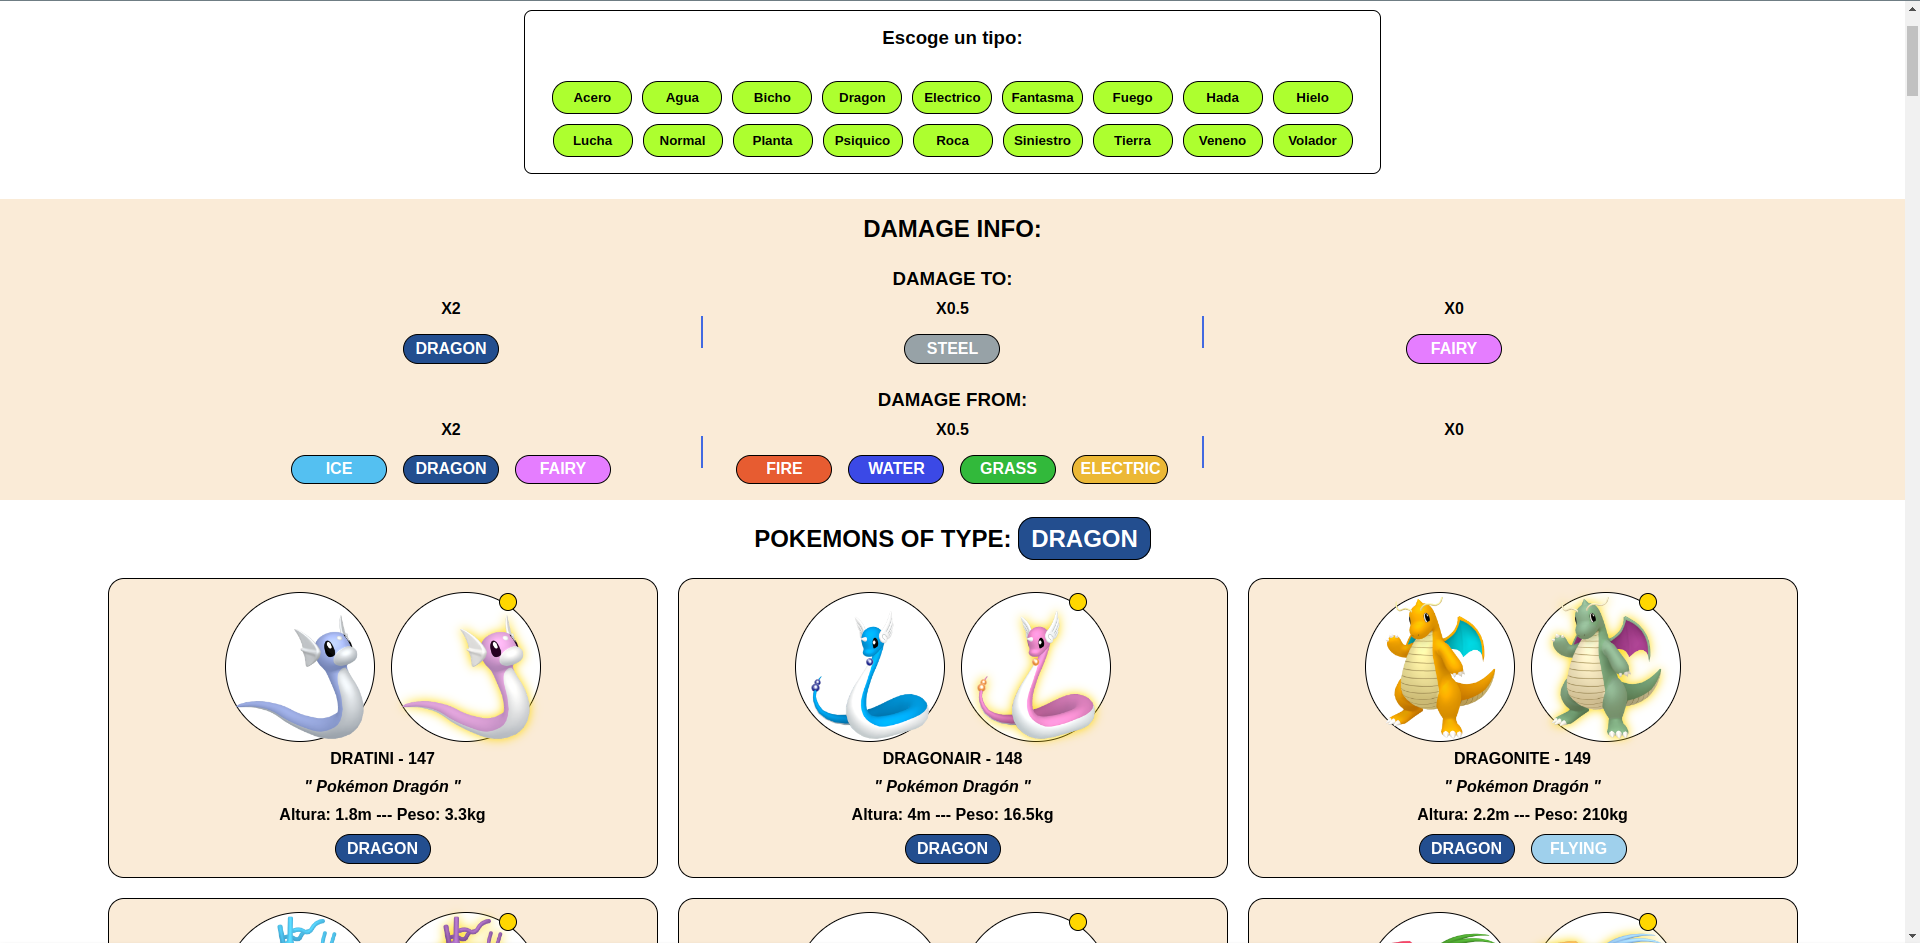 Escoge un tipo:
Acero Agua Bicho Dragon Electrico Fantasma Fuego Hada Hielo
Lucha Normal Planta Psiquico Roca Siniestro Tierra Veneno Volador
DAMAGE INFO:
DAMAGE TO:
X2 X0.5 X0
DRAGON STEEL FAIRY
DAMAGE FROM:
X2 X0.5 X0
ICE DRAGON FAIRY FIRE WATER GRASS ELECTRIC
POKEMONS OF TYPE: DRAGON
DRATINI - 147
" Pokémon Dragón "
Altura: 1.8m --- Peso: 3.3kg
DRAGON
DRAGONAIR - 148
" Pokémon Dragón "
Altura: 4m --- Peso: 16.5kg
DRAGON
DRAGONITE - 149
" Pokémon Dragón "
Altura: 2.2m --- Peso: 210kg
DRAGON FLYING